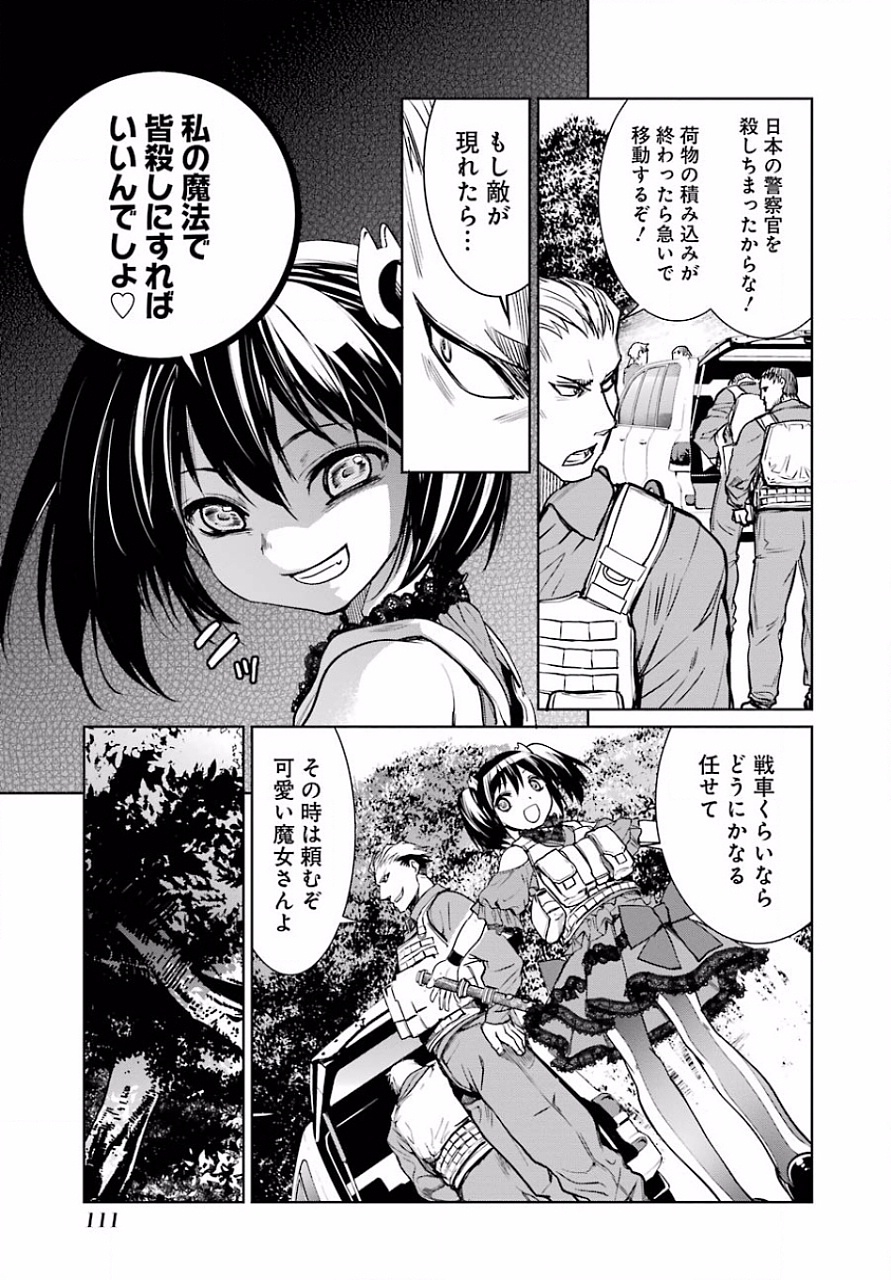 日本の警察官を
殺しちまったからな！
荷物の積み込みが
終わったら急いで
移動するぞ！
もし敵が
現れたら…
私の魔法で
皆殺しにすれば
いいんでしょ♡
ニッ
戦車くらいなら
どうにかなる
任せて
その時は頼むぞ
可愛い魔女さんよ
111